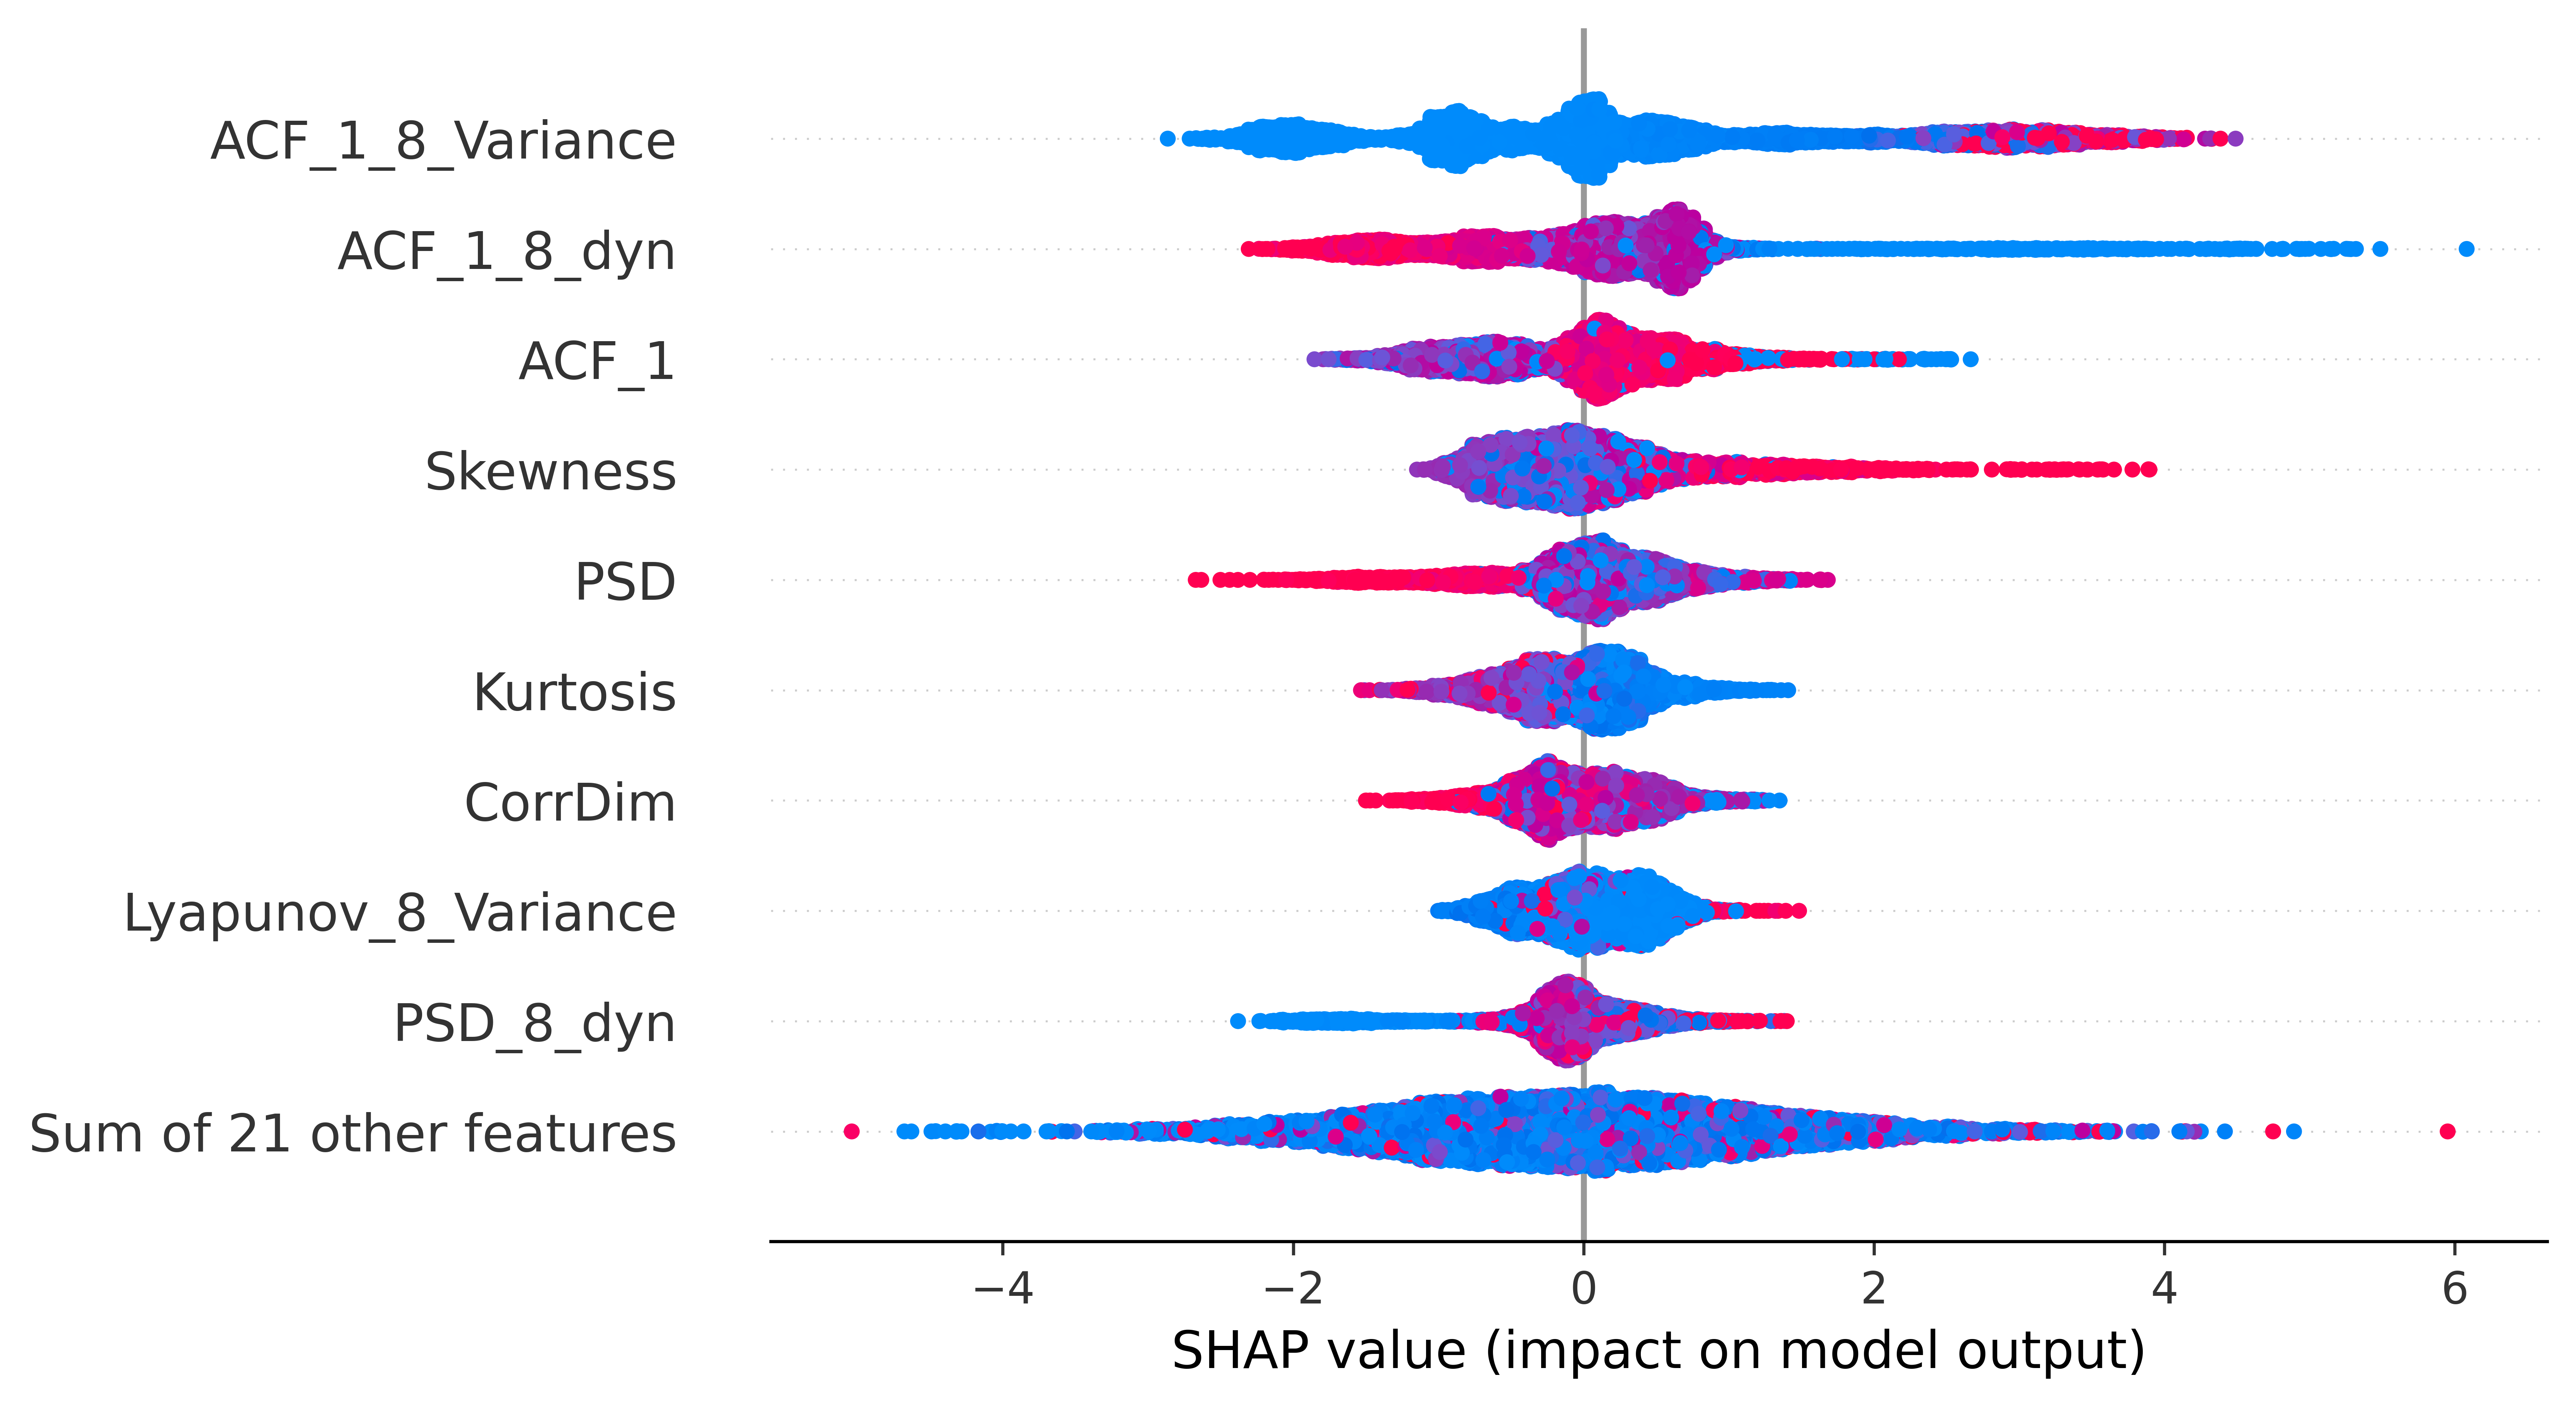 ACF_1_8_Variance
ACF_1_8_dyn
ACF_1
Skewness
PSD
Kurtosis
CorrDim
Lyapunov_8_Variance
PSD_8_dyn
Sum of 21 other features
−4 −2 0 2 4 6
SHAP value (impact on model output)